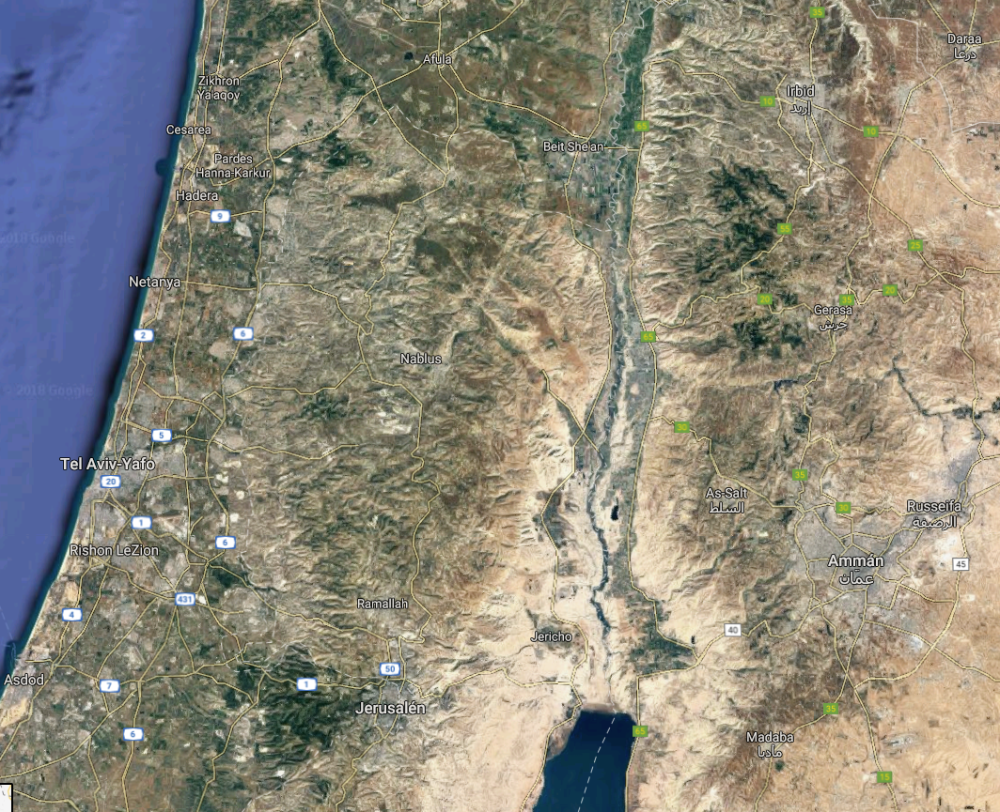 35
Daraa
درعا
Afula
Zikhron
Yalaqov
Irbid
إربد
10
Cesarea
65
10
Beit She'an
Pardes
Hanna-Karkur
Hadera
9
55
2018 Google
25
Netanya
20
35
20
Gerasa
جرش
2
6
65
Nablus
© 2018 Google
5
30
Tel Aviv-Yafo
20
35
As-Salt
السلط
30
Russeifa
الرصيفة
1
Rishon LeZion
6
Ammán
عمان
45
431
Ramallah
4
Jericho
40
50
Asdod
7
1
Jerusalén
35
65
6
Madaba
مأدبا
15